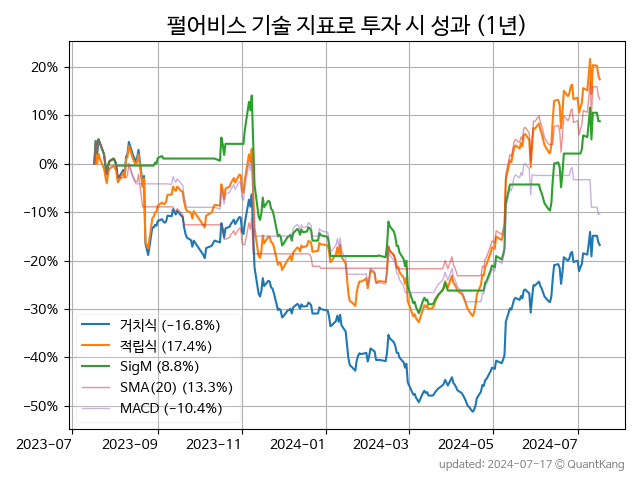 펄어비스 기술 지표로 투자 시 성과 (1년)
20%
10%
0%
−10%
−20%
−30%
−40%
−50%
거치식 (−16.8%)
적립식 (17.4%)
SigM (8.8%)
SMA(20) (13.3%)
MACD (−10.4%)
2023-07
2023-09
2023-11
2024-01
2024-03
2024-05
2024-07
updated: 2024-07-17 © QuantKang